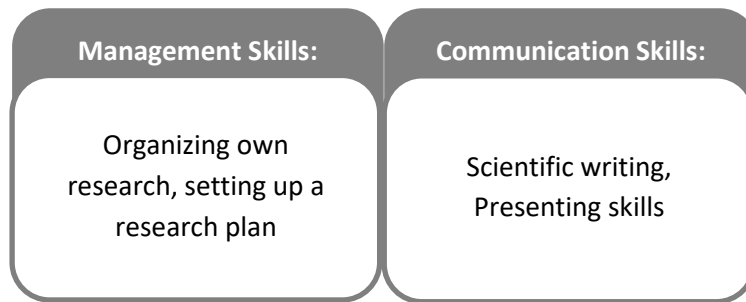 Management Skills:
Organizing own
research, setting up a
research plan
Communication Skills:
Scientific writing,
Presenting skills